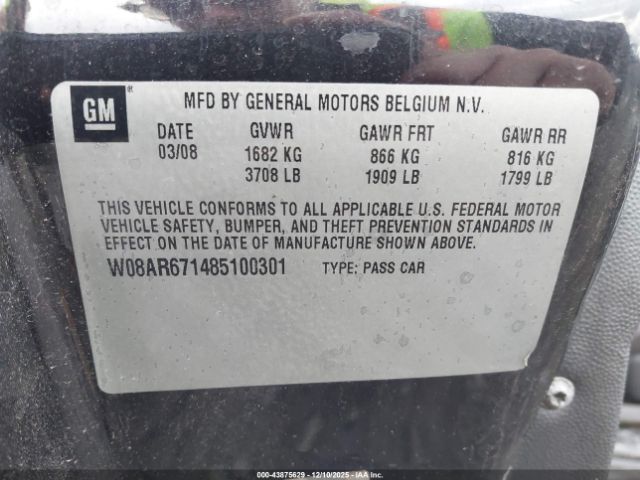 GM ®
MFD BY GENERAL MOTORS BELGIUM N.V.
DATE GVWR GAWR FRT GAWR RR
03/08 1682 KG 866 KG 816 KG
3708 LB 1909 LB 1799 LB
THIS VEHICLE CONFORMS TO ALL APPLICABLE U.S. FEDERAL MOTOR
VEHICLE SAFETY, BUMPER, AND THEFT PREVENTION STANDARDS IN
EFFECT ON THE DATE OF MANUFACTURE SHOWN ABOVE.
W08AR671485100301 TYPE: PASS CAR
000-43875629 - 12/10/2025 - IAAI.COM